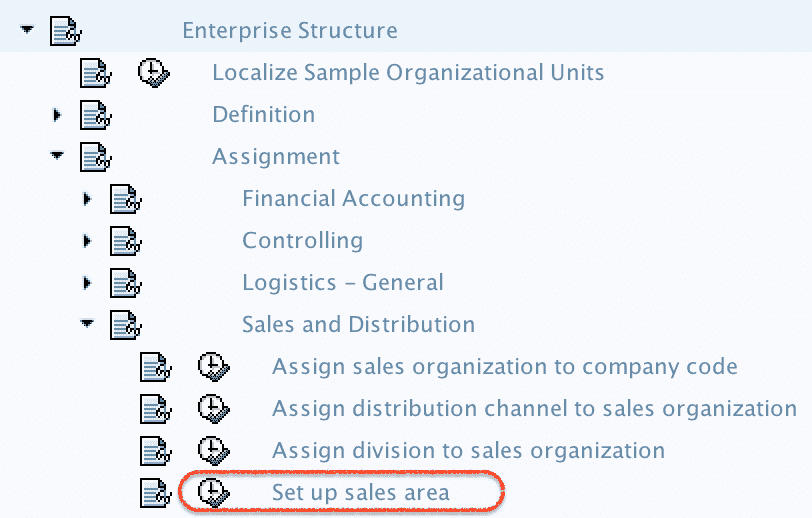 Enterprise Structure
Localize Sample Organizational Units
Definition
Assignment
Financial Accounting
Controlling
Logistics - General
Sales and Distribution
Assign sales organization to company code
Assign distribution channel to sales organization
Assign division to sales organization
Set up sales area